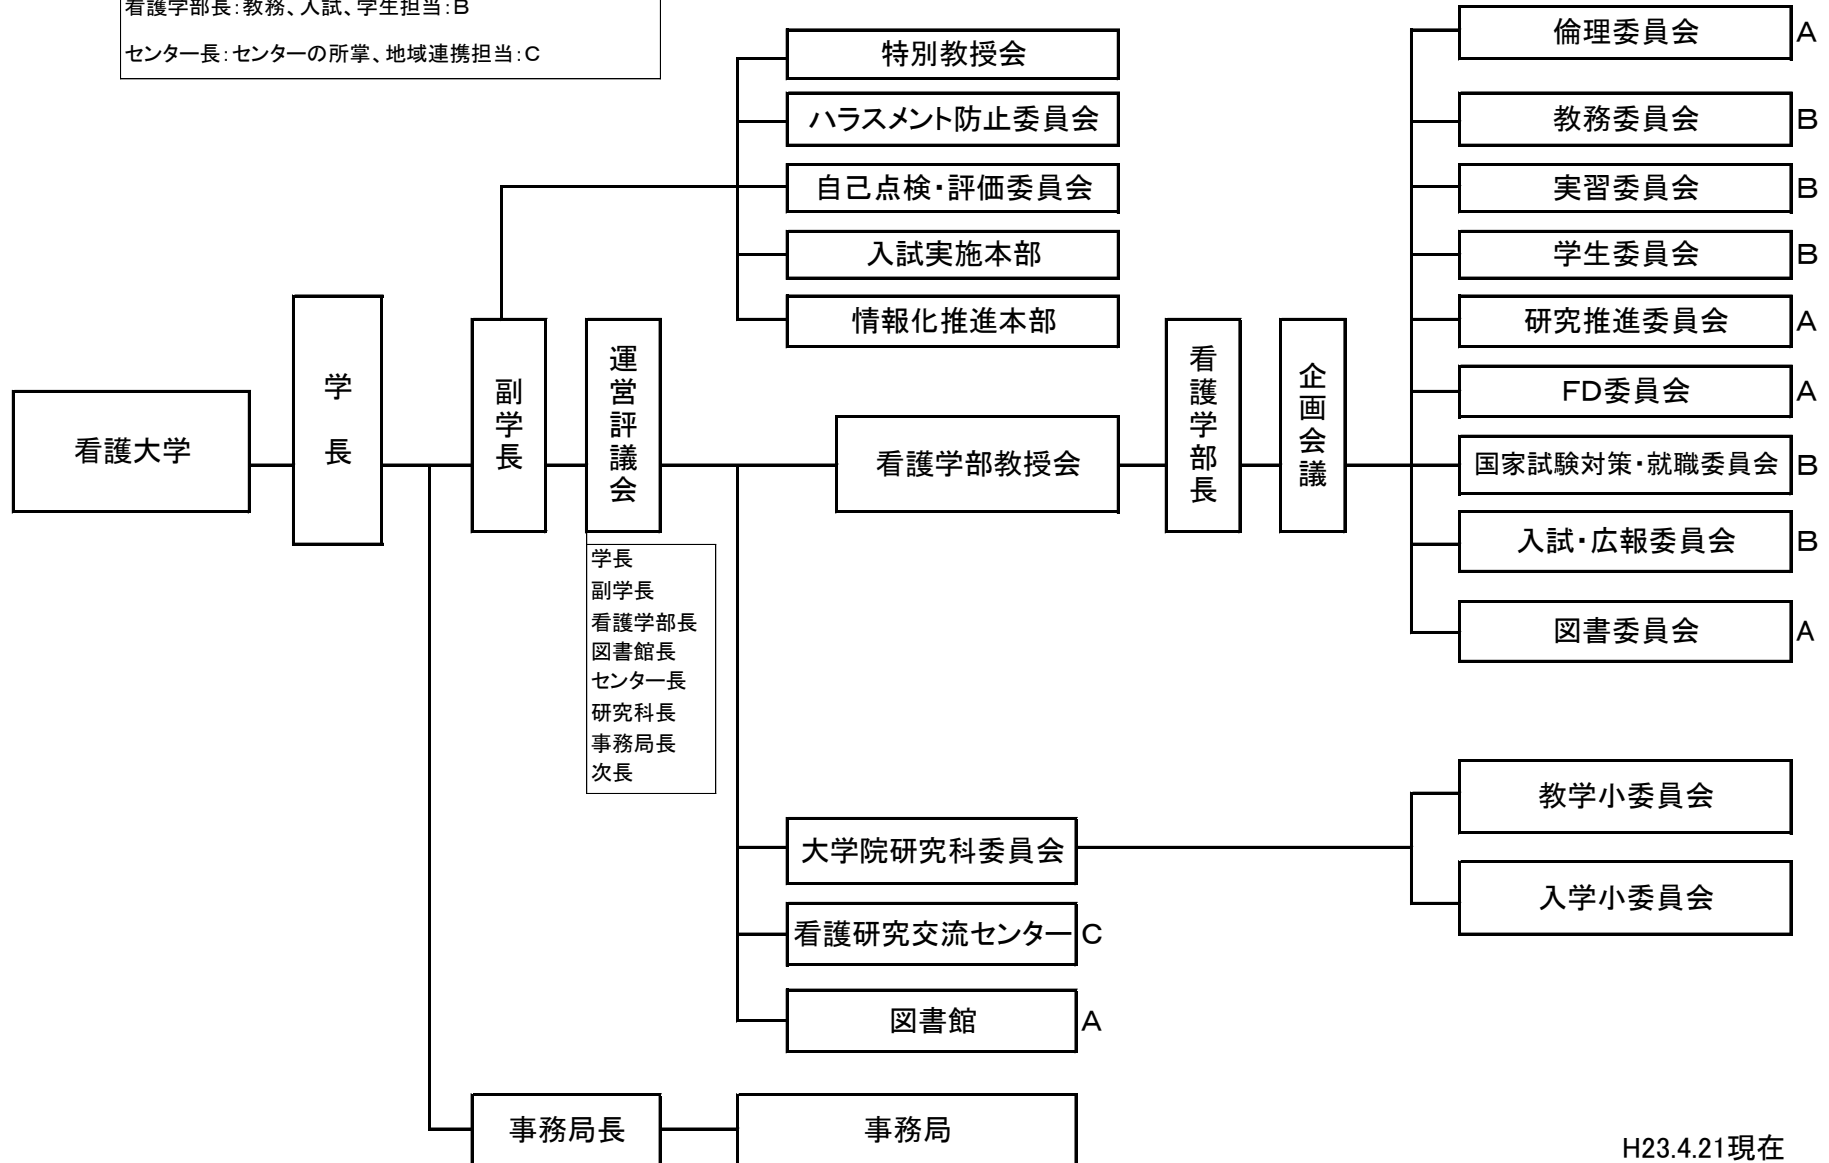 看護学部長：教務、入試、学生担当：B
センター長：センターの所掌、地域連携担当：C
特別教授会
ハラスメント防止委員会
自己点検・評価委員会
入試実施本部
情報化推進本部
看護大学
学長
副学長
運営評議会
学長
副学長
看護学部長
図書館長
センター長
研究科長
事務局長
次長
看護学部教授会
看護学部長
企画会議
倫理委員会 A
教務委員会 B
実習委員会 B
学生委員会 B
研究推進委員会 A
FD委員会 A
国家試験対策・就職委員会 B
入試・広報委員会 B
図書委員会 A
大学院研究科委員会
教学小委員会
入学小委員会
看護研究交流センター C
図書館 A
事務局長
事務局
H23.4.21現在